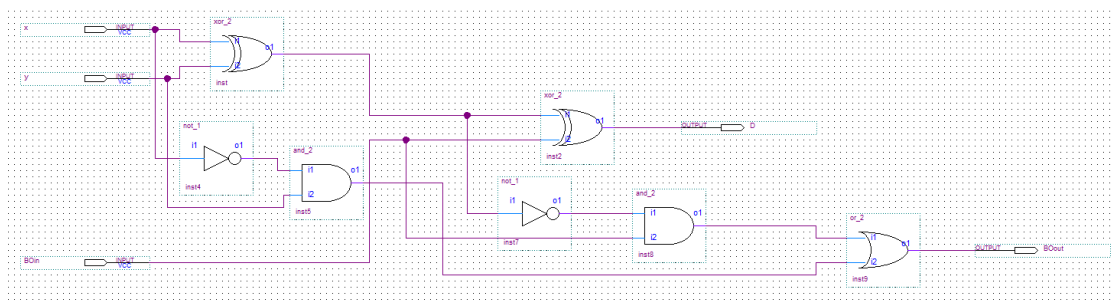 xor_2
x
INPUT
VCC
i1
o1
i2
y
INPUT
VCC
inst
xor_2
i1
o1
OUTPUT
D
i2
not_1
inst2
i1
o1
and_2
i1
o1
inst4
i2
inst5
not_1
i1
o1
and_2
i1
o1
inst7
i2
inst8
or_2
i1
o1
OUTPUT
BOout
BOin
INPUT
VCC
i2
inst9